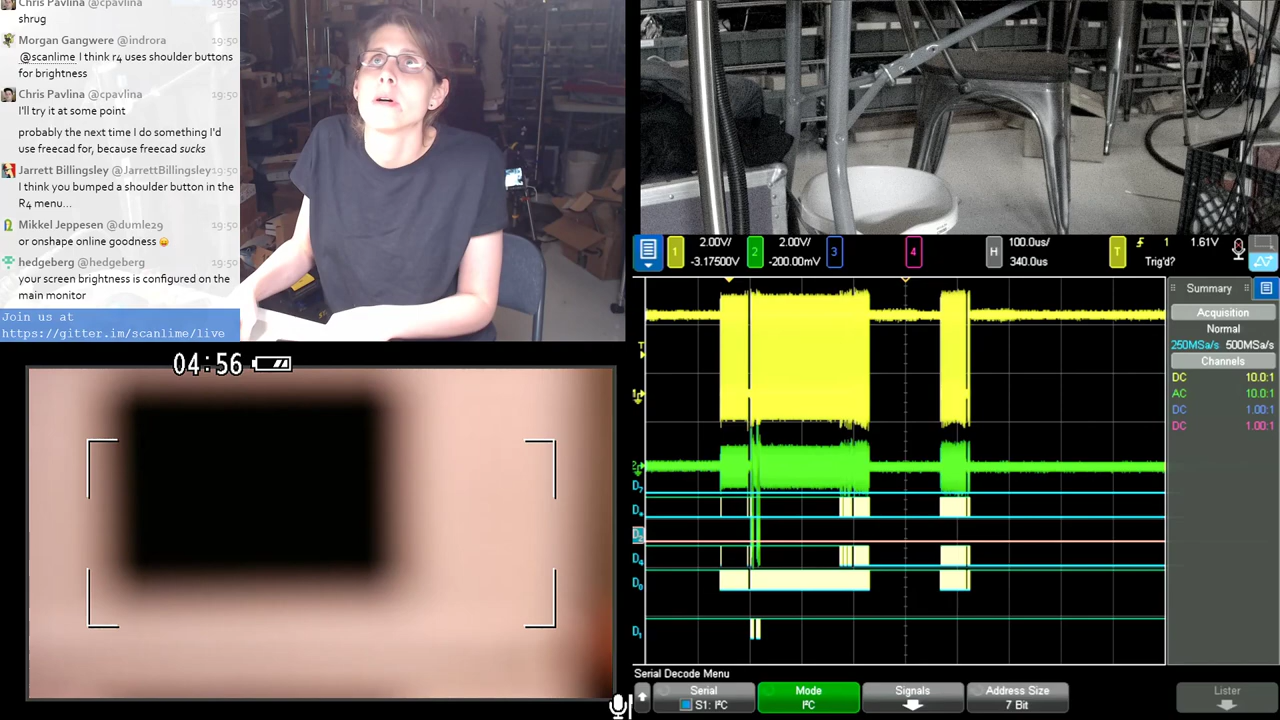 Chris Pavlina @cpavlina
shrug
Morgan Gangwere @indrora 19:50
@scanlime I think r4 uses shoulder buttons
for brightness
Chris Pavlina @cpavlina 19:50
I'll try it at some point
probably the next time I do something I'd
use freecad for, because freecad sucks
Jarrett Billingsley @JarrettBillingsley 19:50
I think you bumped a shoulder button in the
R4 menu...
Mikkel Jeppesen @dumle29 19:50
or onshape online goodness
hedgeberg @hedgeberg 19:50
your screen brightness is configured on the
main monitor
Join us at
https://gitter.im/scanlime/live
04:56
1 2.00V/ 2 2.00V/ 3 4 H 100.0us/ T 1 1.61V
-3.17500V -200.00mV 340.0us Trig'd?
Summary
Acquisition
Normal
250MSa/s 500MSa/s
Channels
DC 10.0:1
AC 10.0:1
DC 1.00:1
DC 1.00:1
T
D7
D4
D0
D1
Serial Decode Menu
Serial Mode Signals Address Size Lister
S1: I²C I²C 7 Bit